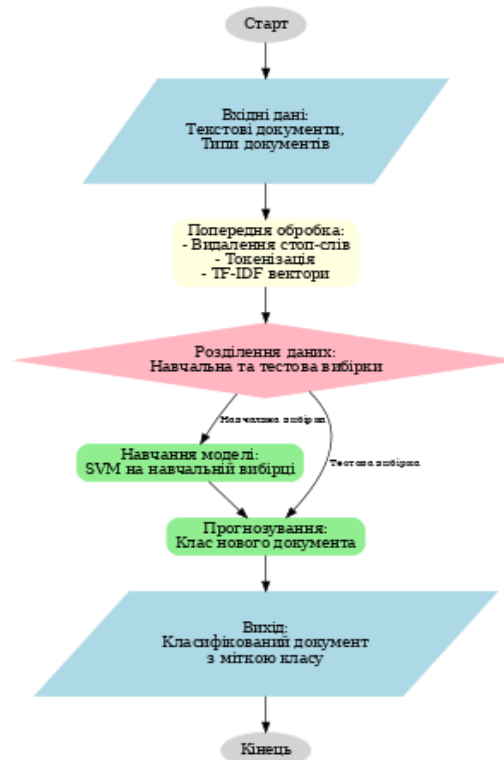 Старт
Вхідні дані:
Текстові документи,
Типи документів
Попередня обробка:
- Видалення стоп-слів
- Токенізація
- TF-IDF вектори
Розділення даних:
Навчальна та тестова вибірки
Навчальна вибірка
Навчання моделі:
SVM на навчальній вибірці
Тестова вибірка
Прогнозування:
Клас нового документа
Вихід:
Класифікований документ
з міткою класу
Кінець